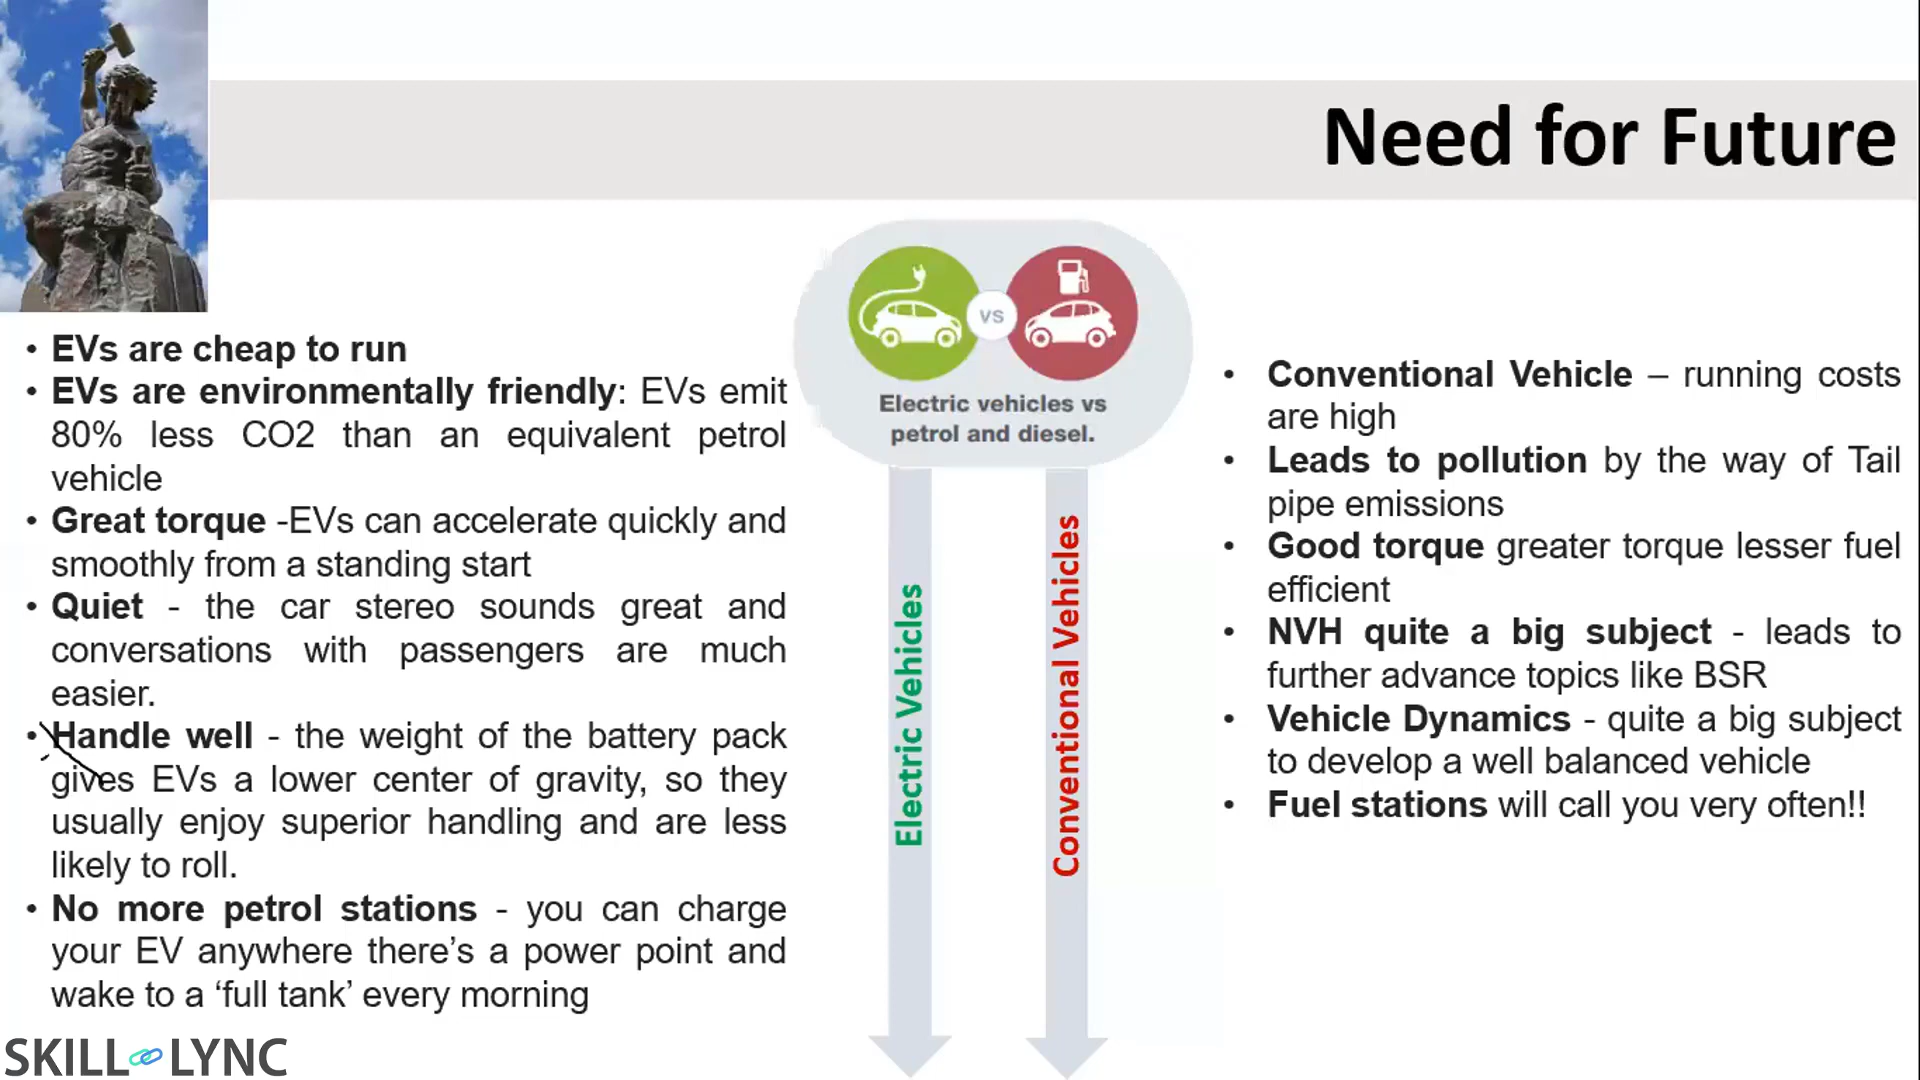 Need for Future
• EVs are cheap to run
• EVs are environmentally friendly: EVs emit
80% less CO2 than an equivalent petrol
vehicle
• Great torque -EVs can accelerate quickly and
smoothly from a standing start
• Quiet - the car stereo sounds great and
conversations with passengers are much
easier.
• Handle well - the weight of the battery pack
gives EVs a lower center of gravity, so they
usually enjoy superior handling and are less
likely to roll.
• No more petrol stations - you can charge
your EV anywhere there’s a power point and
wake to a ‘full tank’ every morning
VS
Electric vehicles vs
petrol and diesel.
Electric Vehicles
Conventional Vehicles
• Conventional Vehicle – running costs
are high
• Leads to pollution by the way of Tail
pipe emissions
• Good torque greater torque lesser fuel
efficient
• NVH quite a big subject - leads to
further advance topics like BSR
• Vehicle Dynamics - quite a big subject
to develop a well balanced vehicle
• Fuel stations will call you very often!!
SKILL LYNC